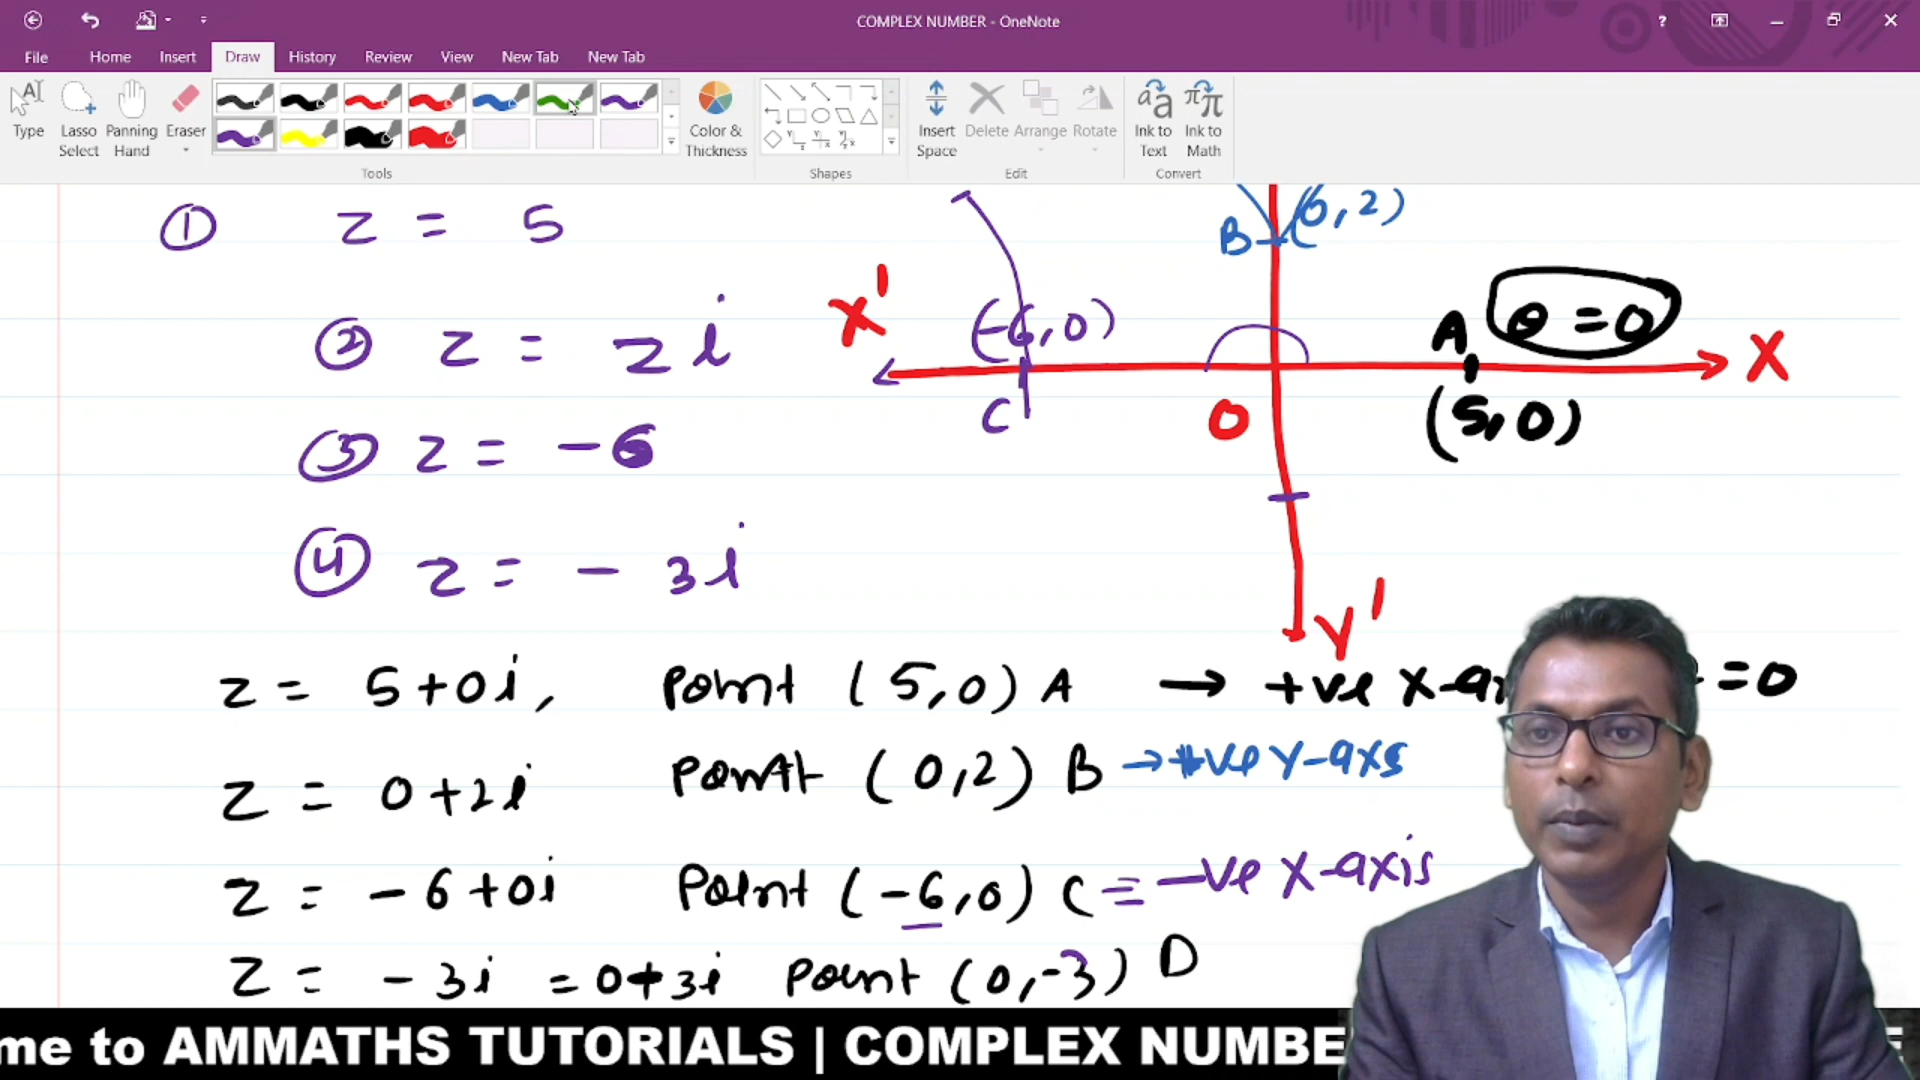 COMPLEX NUMBER - OneNote
File Home Insert Draw History Review View New Tab New Tab
Type Lasso Select Panning Hand Eraser Color & Thickness Insert Space Delete Arrange Rotate Ink to Text Ink to Math
Tools Shapes Edit Convert
① z = 5
B (0,2)
② z = 2i
X' (-6,0) A θ = 0 X
C O (5,0)
③ z = -6
④ z = - 3i
Y'
z = 5+0i, Point (5,0) A → +ve X-a =0
z = 0+2i Point (0,2) B → +ve Y-axs
z = -6+0i Point (-6,0) C = -ve X-axis
z = -3i = 0+3i Point (0,-3) D
me to AMMATHS TUTORIALS | COMPLEX NUMBE